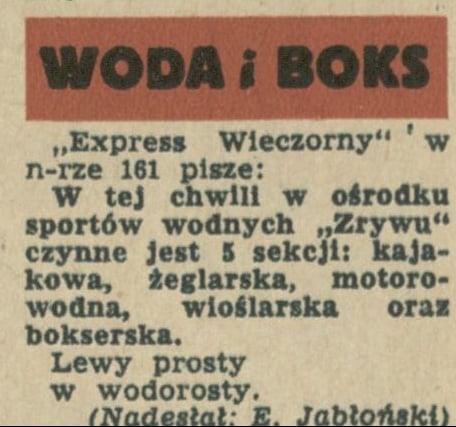 WODA i BOKS
„Express Wieczorny“ w
n-rze 161 pisze:
W tej chwili w ośrodku
sportów wodnych „Zrywu“
czynne jest 5 sekcji: kaja-
kowa, żeglarska, motoro-
wodna, wioślarska oraz
bokserska.
Lewy prosty
w wodorosty.
(Nadesłał: E. Jabłoński)